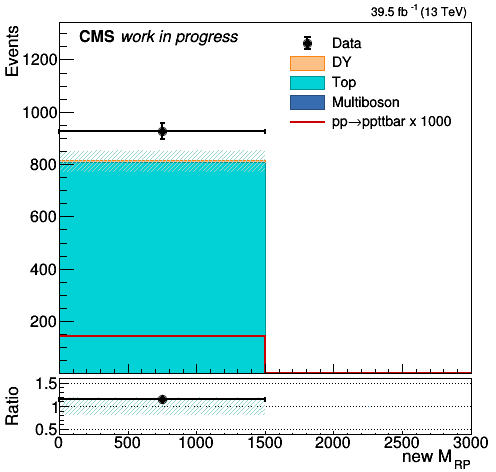 39.5 fb⁻¹ (13 TeV)
CMS work in progress
Events
1200
1000
800
600
400
200
Data
DY
Top
Multiboson
pp→ppttbar x 1000
Ratio
1.5
1
0.5
0 500 1000 1500 2000 2500 3000
new M_RP